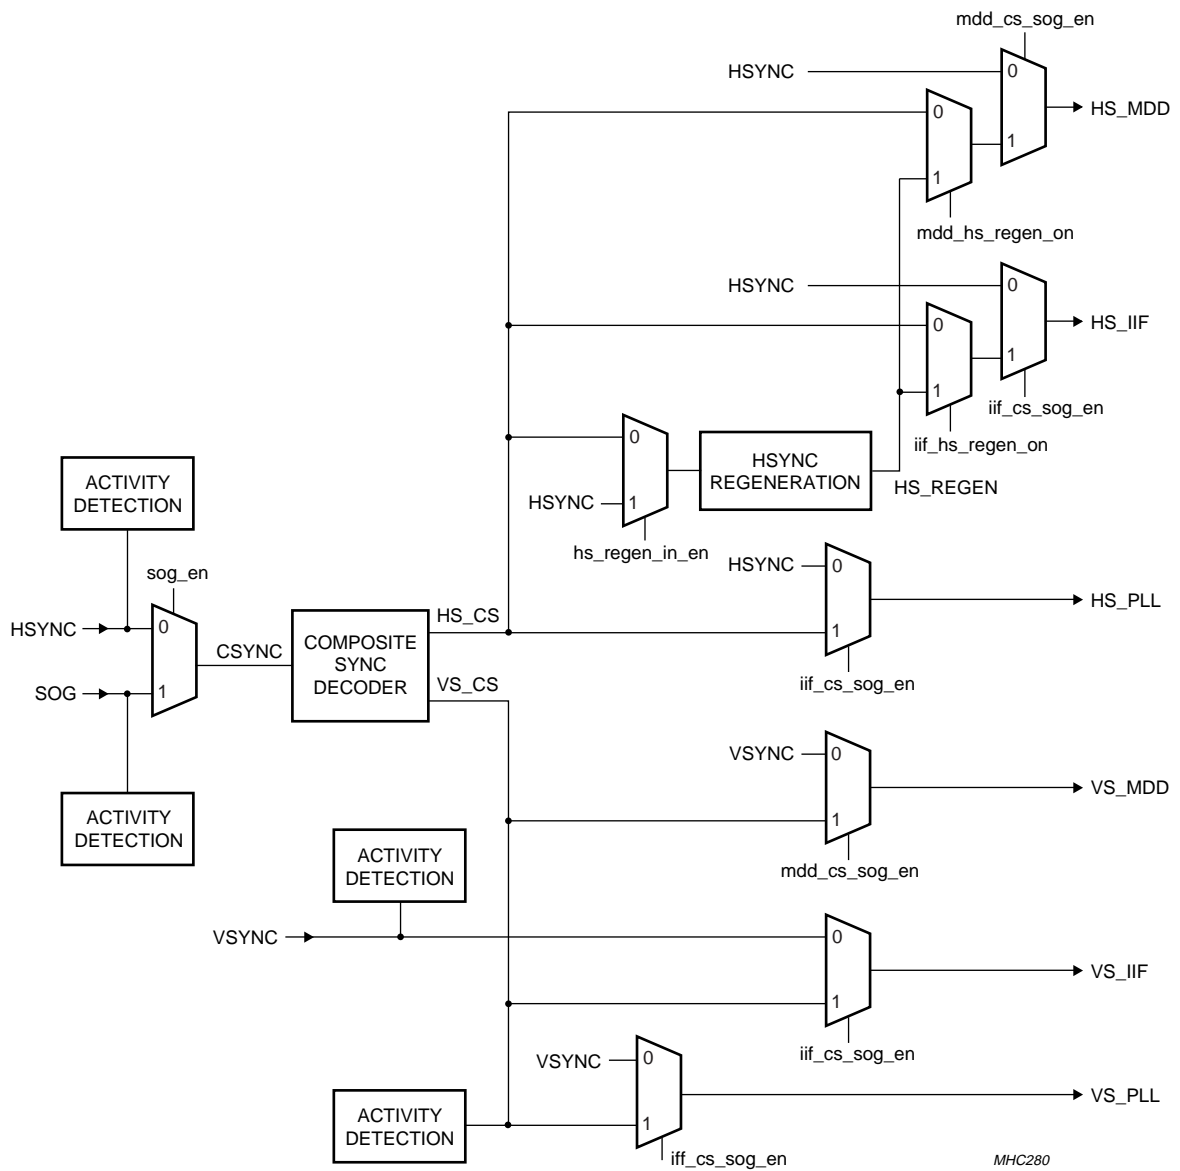 mdd_cs_sog_en
HSYNC
0
HS_MDD
0
1
1
mdd_hs_regen_on
HSYNC
0
HS_IIF
0
1
1
iif_cs_sog_en
iif_hs_regen_on
0
HSYNC
REGENERATION
HS_REGEN
HSYNC
1
hs_regen_in_en
ACTIVITY
DETECTION
sog_en
HSYNC
0
SOG
1
CSYNC
COMPOSITE
SYNC
DECODER
HS_CS
VS_CS
HSYNC
0
HS_PLL
1
iif_cs_sog_en
VSYNC
0
VS_MDD
1
mdd_cs_sog_en
ACTIVITY
DETECTION
ACTIVITY
DETECTION
VSYNC
0
VS_IIF
1
iif_cs_sog_en
VSYNC
0
VS_PLL
ACTIVITY
DETECTION
1
iff_cs_sog_en
MHC280